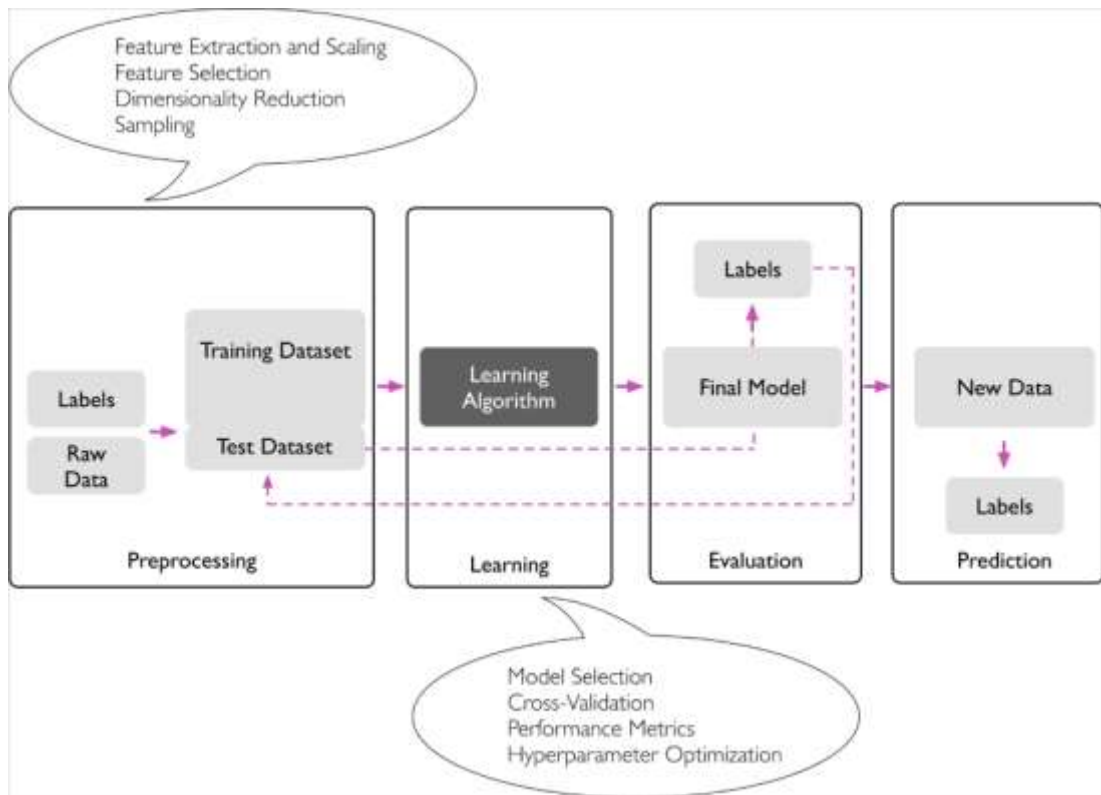 Feature Extraction and Scaling
Feature Selection
Dimensionality Reduction
Sampling
Labels
Raw
Data
Training Dataset
Test Dataset
Preprocessing
Learning
Algorithm
Learning
Labels
Final Model
Evaluation
New Data
Labels
Prediction
Model Selection
Cross-Validation
Performance Metrics
Hyperparameter Optimization